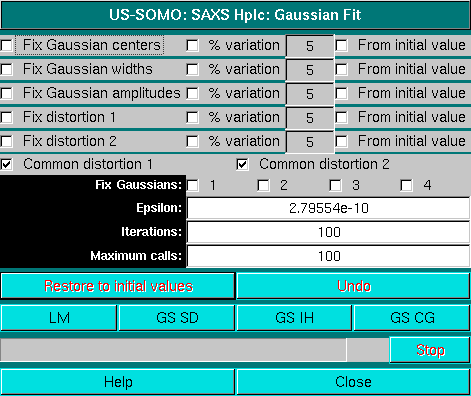 US-SOMO: SAXS Hplc: Gaussian Fit
Fix Gaussian centers % variation 5 From initial value
Fix Gaussian widths % variation 5 From initial value
Fix Gaussian amplitudes % variation 5 From initial value
Fix distortion 1 % variation 5 From initial value
Fix distortion 2 % variation 5 From initial value
Common distortion 1 Common distortion 2
Fix Gaussians: 1 2 3 4
Epsilon: 2.79554e-10
Iterations: 100
Maximum calls: 100
Restore to initial values Undo
LM GS SD GS IH GS CG
Stop
Help Close